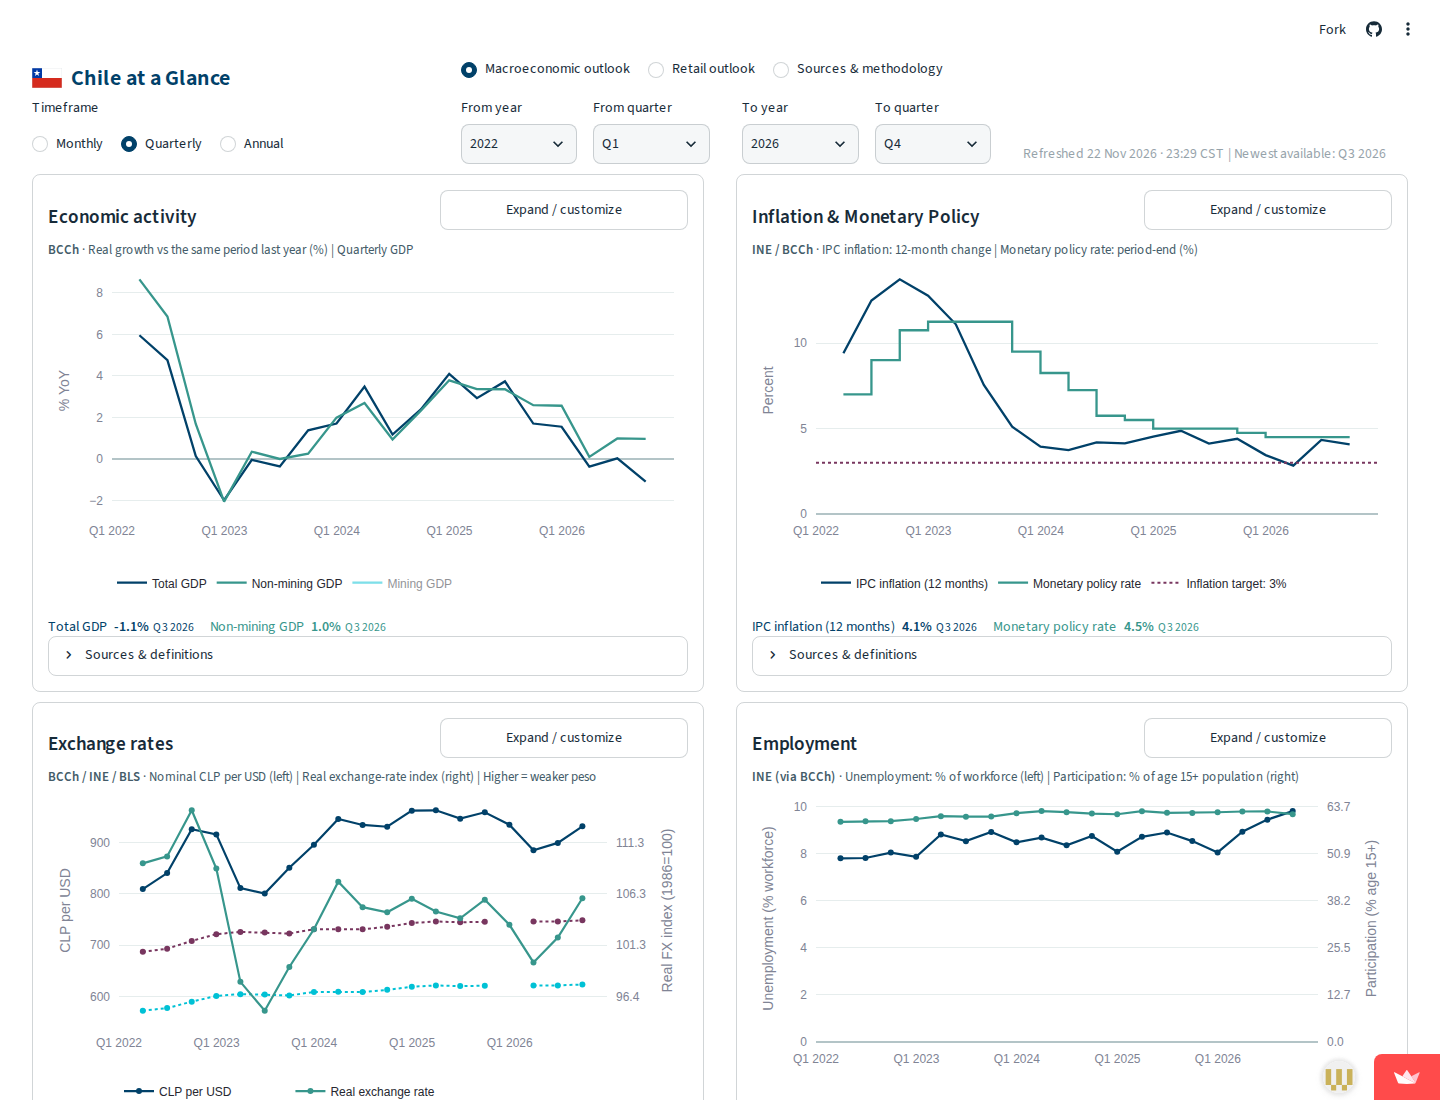 Fork
Chile at a Glance
Macroeconomic outlook Retail outlook Sources & methodology
Timeframe
From year From quarter To year To quarter
Monthly Quarterly Annual
2022 Q1 2026 Q4
Refreshed 22 Nov 2026 · 23:29 CST | Newest available: Q3 2026
Economic activity
Expand / customize
BCCh · Real growth vs the same period last year (%) | Quarterly GDP
% YoY
8
6
4
2
0
−2
Q1 2022 Q1 2023 Q1 2024 Q1 2025 Q1 2026
Total GDP Non-mining GDP Mining GDP
Total GDP -1.1% Q3 2026 Non-mining GDP 1.0% Q3 2026
Sources & definitions
Inflation & Monetary Policy
Expand / customize
INE / BCCh · IPC inflation: 12-month change | Monetary policy rate: period-end (%)
Percent
10
5
0
Q1 2022 Q1 2023 Q1 2024 Q1 2025 Q1 2026
IPC inflation (12 months) Monetary policy rate Inflation target: 3%
IPC inflation (12 months) 4.1% Q3 2026 Monetary policy rate 4.5% Q3 2026
Sources & definitions
Exchange rates
Expand / customize
BCCh / INE / BLS · Nominal CLP per USD (left) | Real exchange-rate index (right) | Higher = weaker peso
CLP per USD
900 111.3
800 106.3
700 101.3
600 96.4
Real FX index (1986=100)
Q1 2022 Q1 2023 Q1 2024 Q1 2025 Q1 2026
CLP per USD Real exchange rate
Employment
Expand / customize
INE (via BCCh) · Unemployment: % of workforce (left) | Participation: % of age 15+ population (right)
Unemployment (% workforce)
10 63.7
8 50.9
6 38.2
4 25.5
2 12.7
0 0.0
Participation (% age 15+)
Q1 2022 Q1 2023 Q1 2024 Q1 2025 Q1 2026